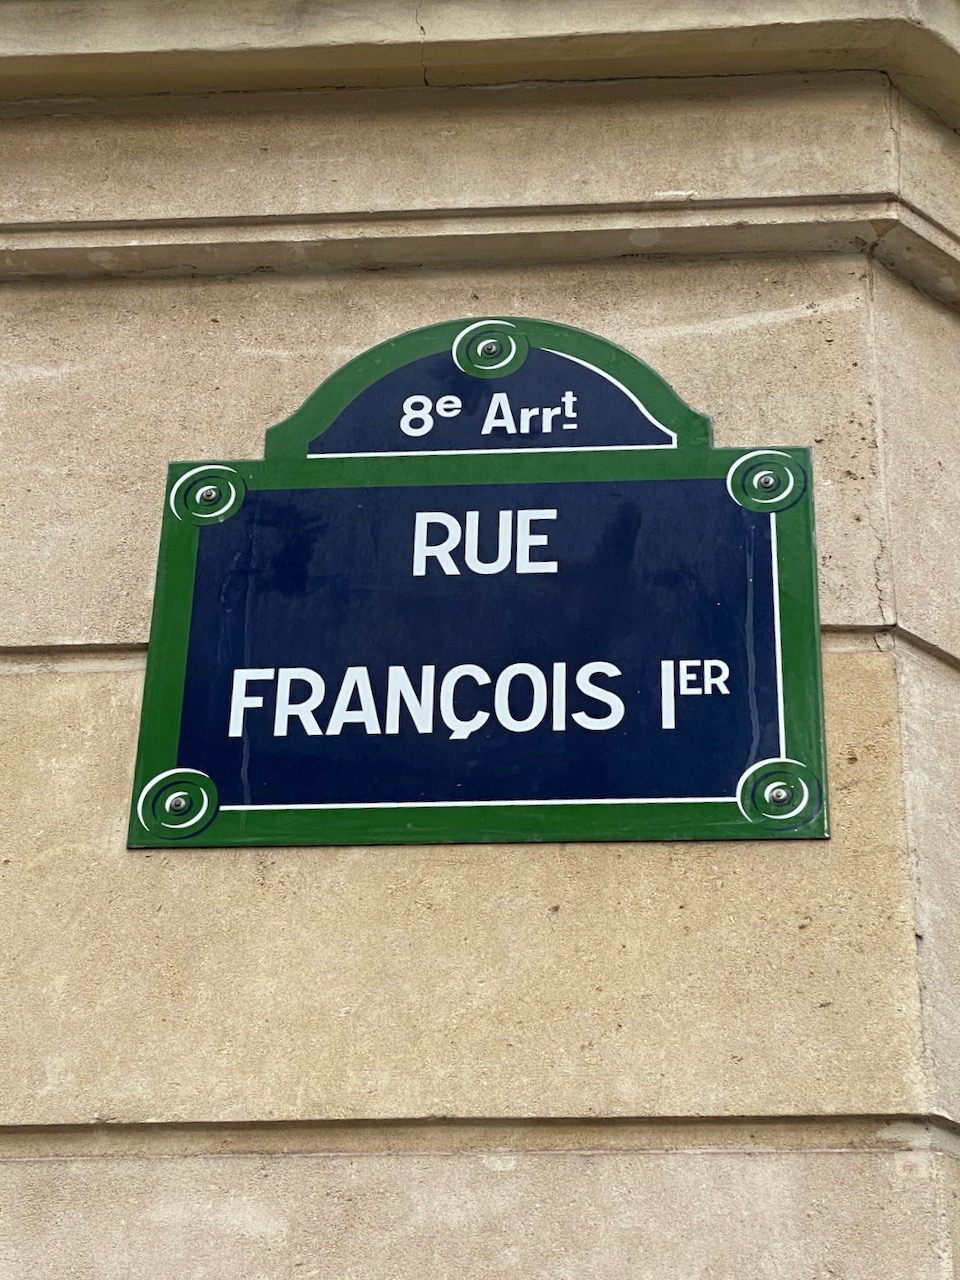 8e Arrt
RUE
FRANÇOIS IER